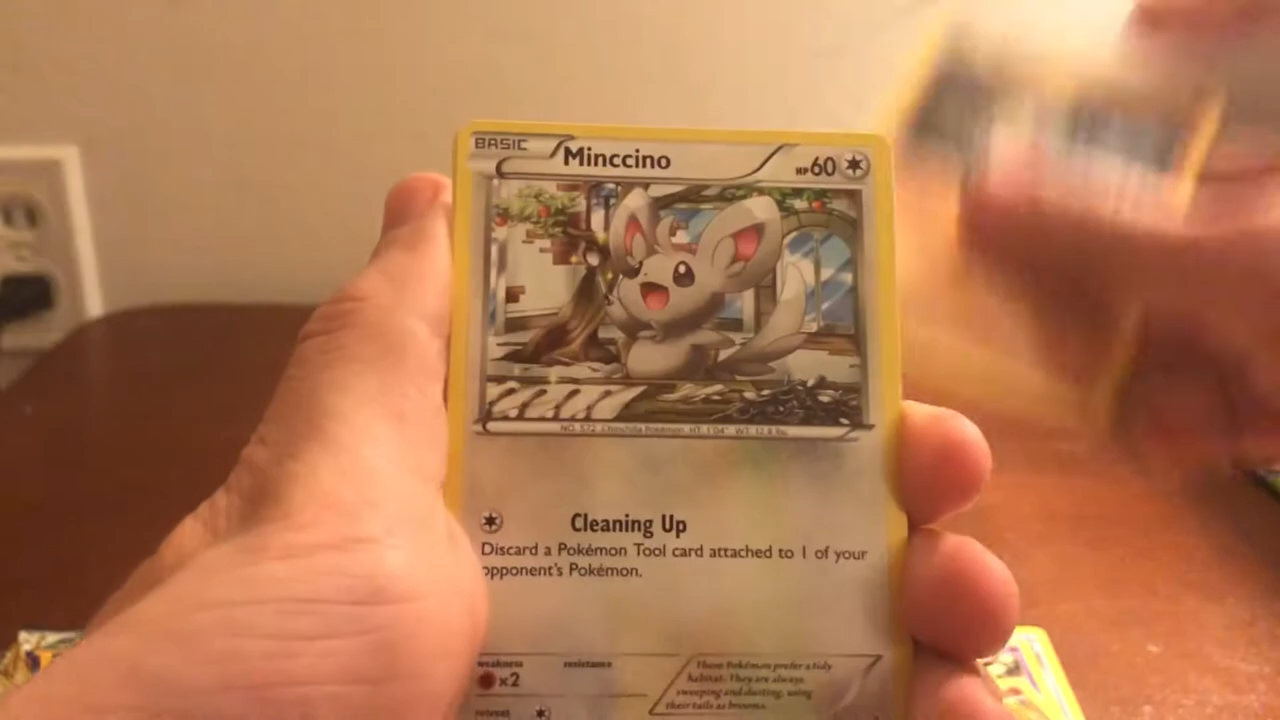 BASIC
Minccino
HP60
NO. 572 Chinchilla Pokémon HT: 1'04" WT: 12.8 lbs.
Cleaning Up
Discard a Pokémon Tool card attached to 1 of your
opponent's Pokémon.
weakness
resistance
x2
These Pokémon prefer a tidy
habitat. They are always
sweeping and dusting, using
their tails as brooms.
retreat